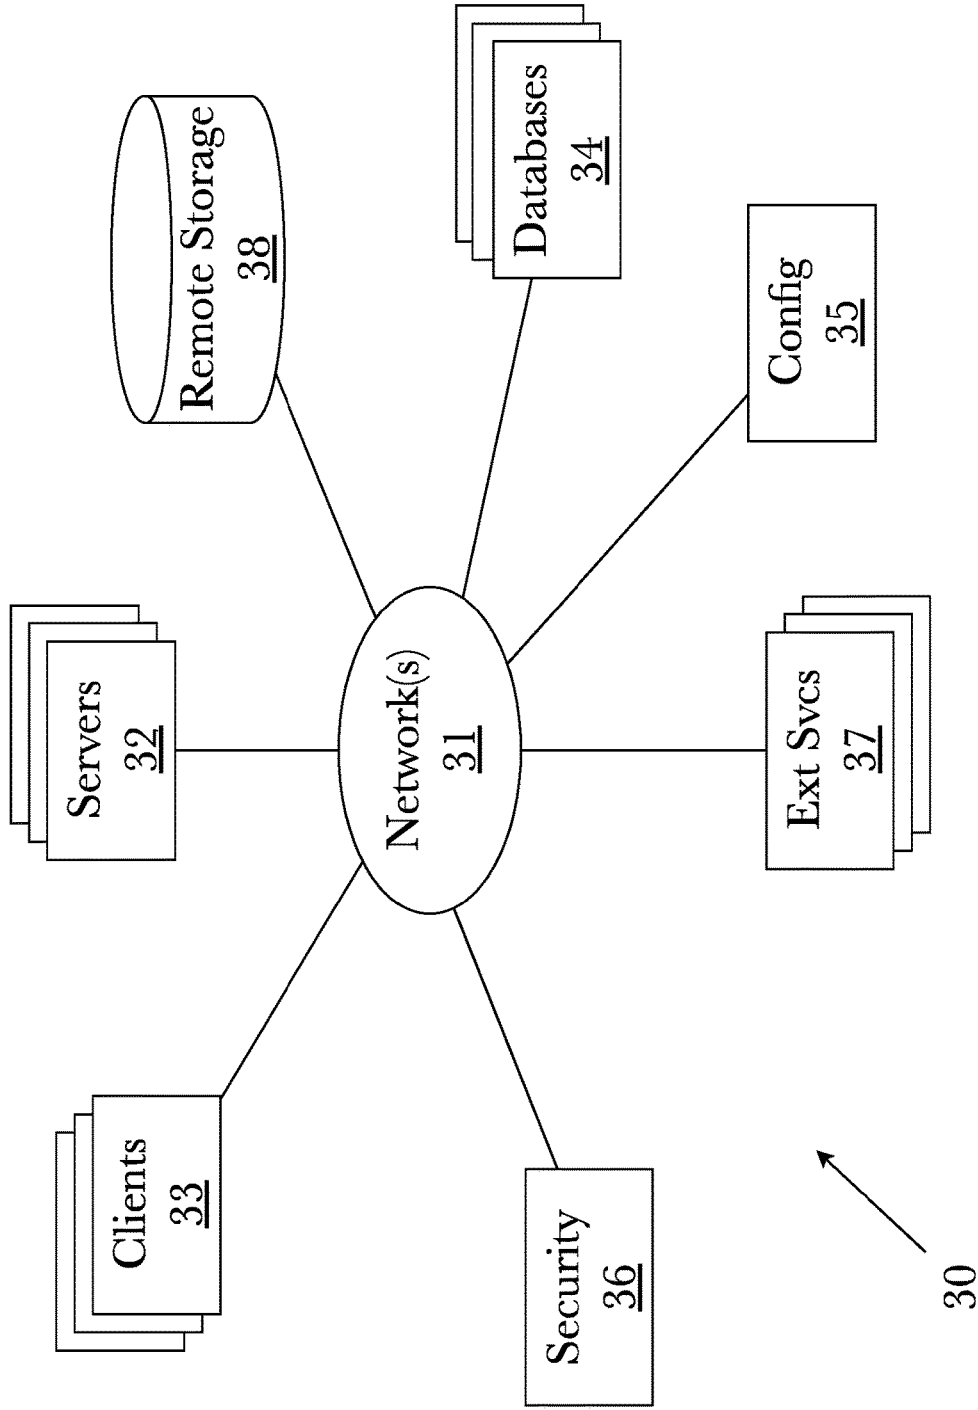 Servers
32
Clients
33
Remote Storage
38
Network(s)
31
Databases
34
Security
36
Config
35
Ext Svcs
37
30